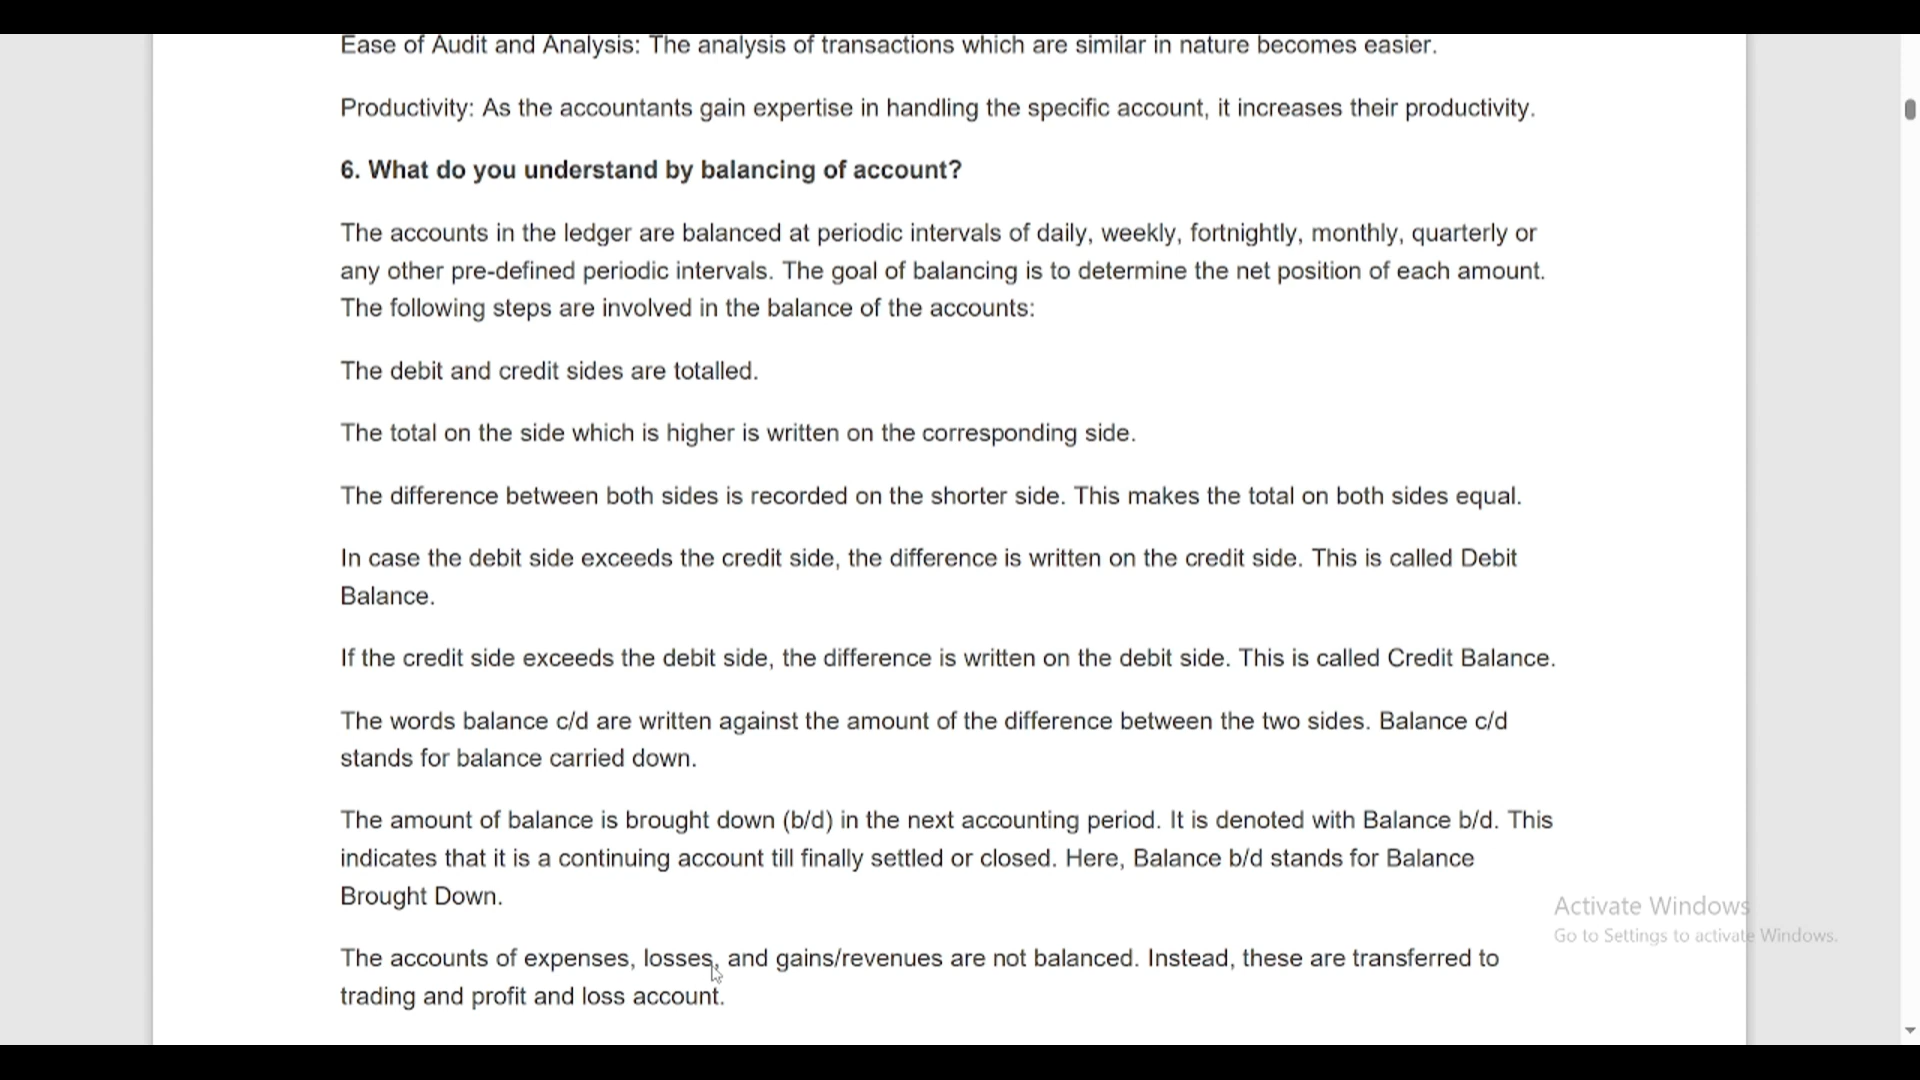 Ease of Audit and Analysis: The analysis of transactions which are similar in nature becomes easier.
Productivity: As the accountants gain expertise in handling the specific account, it increases their productivity.
6. What do you understand by balancing of account?
The accounts in the ledger are balanced at periodic intervals of daily, weekly, fortnightly, monthly, quarterly or
any other pre-defined periodic intervals. The goal of balancing is to determine the net position of each amount.
The following steps are involved in the balance of the accounts:
The debit and credit sides are totalled.
The total on the side which is higher is written on the corresponding side.
The difference between both sides is recorded on the shorter side. This makes the total on both sides equal.
In case the debit side exceeds the credit side, the difference is written on the credit side. This is called Debit
Balance.
If the credit side exceeds the debit side, the difference is written on the debit side. This is called Credit Balance.
The words balance c/d are written against the amount of the difference between the two sides. Balance c/d
stands for balance carried down.
The amount of balance is brought down (b/d) in the next accounting period. It is denoted with Balance b/d. This
indicates that it is a continuing account till finally settled or closed. Here, Balance b/d stands for Balance
Brought Down.
The accounts of expenses, losses, and gains/revenues are not balanced. Instead, these are transferred to
trading and profit and loss account.
Activate Windows
Go to Settings to activate Windows.